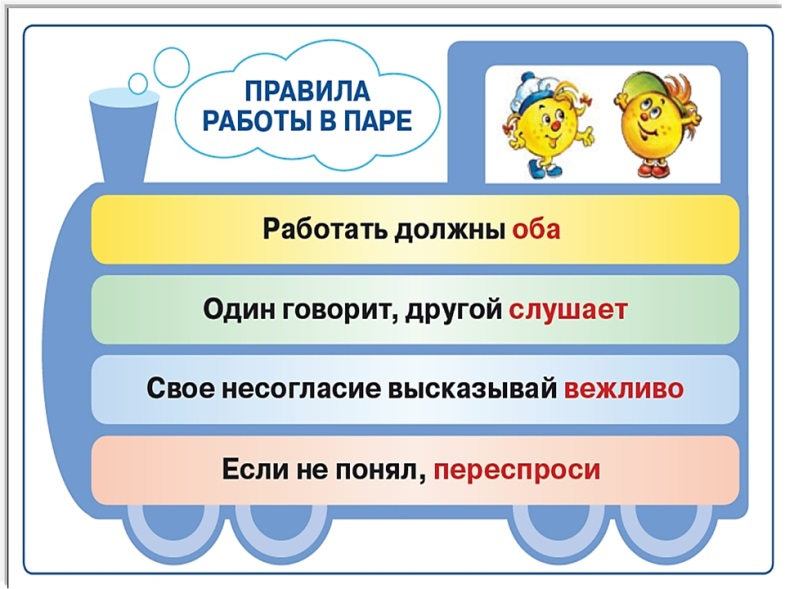 ПРАВИЛА
РАБОТЫ В ПАРЕ
Работать должны оба
Один говорит, другой слушает
Свое несогласие высказывай вежливо
Если не понял, переспроси